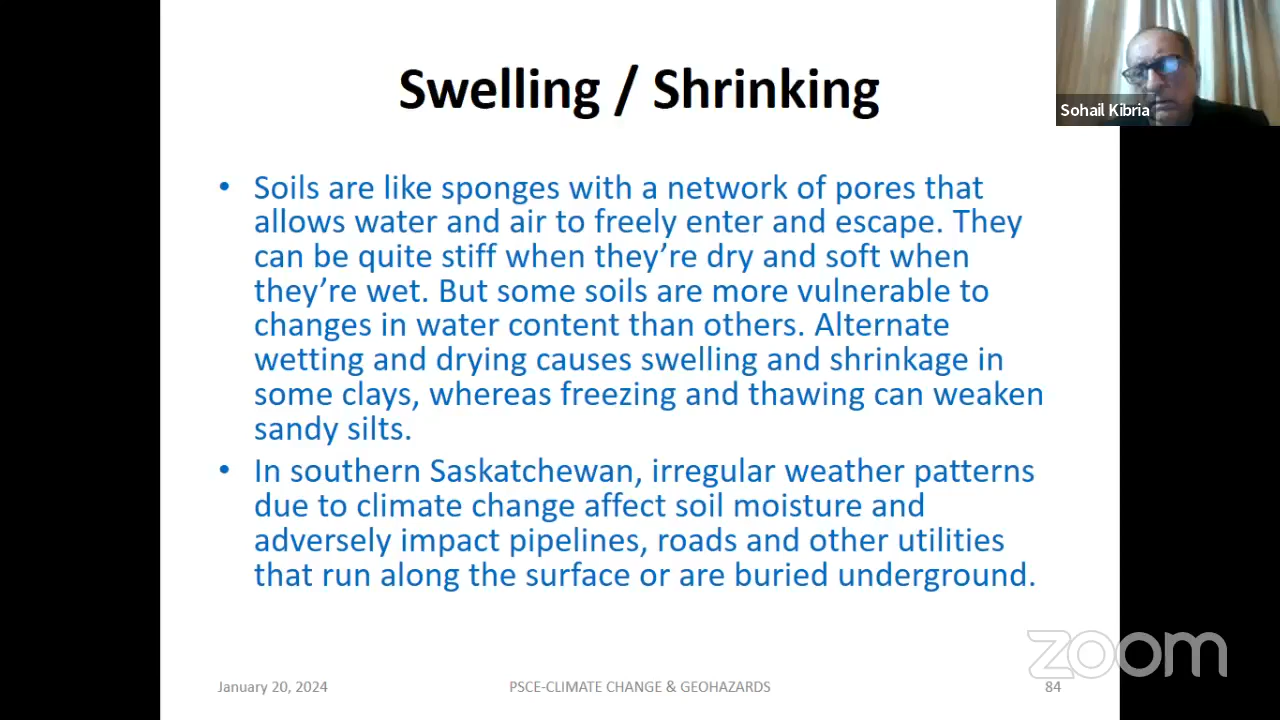 Swelling / Shrinking
Sohail Kibria
• Soils are like sponges with a network of pores that
allows water and air to freely enter and escape. They
can be quite stiff when they’re dry and soft when
they’re wet. But some soils are more vulnerable to
changes in water content than others. Alternate
wetting and drying causes swelling and shrinkage in
some clays, whereas freezing and thawing can weaken
sandy silts.
• In southern Saskatchewan, irregular weather patterns
due to climate change affect soil moisture and
adversely impact pipelines, roads and other utilities
that run along the surface or are buried underground.
zoom
January 20, 2024
PSCE-CLIMATE CHANGE & GEOHAZARDS
84